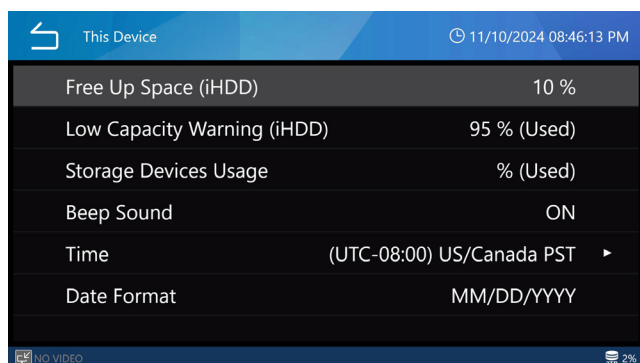 This Device 11/10/2024 08:46:13 PM
Free Up Space (iHDD) 10 %
Low Capacity Warning (iHDD) 95 % (Used)
Storage Devices Usage % (Used)
Beep Sound ON
Time (UTC-08:00) US/Canada PST ►
Date Format MM/DD/YYYY
NO VIDEO 2%